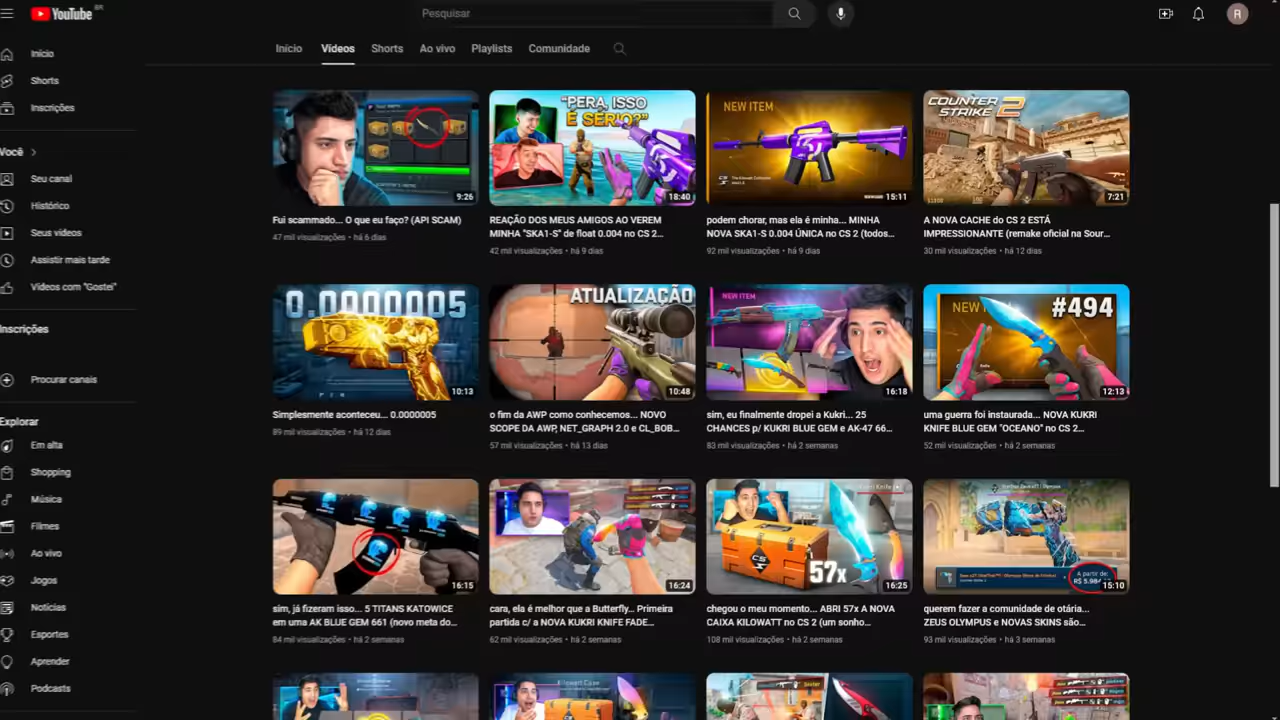 YouTube BR
Pesquisar
R
Início
Shorts
Inscrições
Você
Seu canal
Histórico
Seus vídeos
Assistir mais tarde
Vídeos com "Gostei"
Inscrições
Procurar canais
Explorar
Em alta
Shopping
Música
Filmes
Ao vivo
Jogos
Notícias
Esportes
Aprender
Podcasts
Início Vídeos Shorts Ao vivo Playlists Comunidade
9:26
Fui scammado... O que eu faço? (API SCAM)
47 mil visualizações • há 6 dias
"PERA, ISSO
É SÉRIO?"
18:40
REAÇÃO DOS MEUS AMIGOS AO VEREM
MINHA "SKA1-S" de float 0.004 no CS 2...
42 mil visualizações • há 9 dias
NEW ITEM
15:11
podem chorar, mas ela é minha... MINHA
NOVA SKA1-S 0.004 ÚNICA no CS 2 (todos...
92 mil visualizações • há 9 dias
COUNTER
STRIKE 2
7:21
A NOVA CACHE do CS 2 ESTÁ
IMPRESSIONANTE (remake oficial na Sour...
30 mil visualizações • há 12 dias
0.0000005
10:13
Simplesmente aconteceu... 0.0000005
89 mil visualizações • há 12 dias
ATUALIZAÇÃO
10:48
o fim da AWP como conhecemos... NOVO
SCOPE DA AWP, NET_GRAPH 2.0 e CL_BOB...
57 mil visualizações • há 13 dias
NEW ITEM
16:18
sim, eu finalmente dropei a Kukri... 25
CHANCES p/ KUKRI BLUE GEM e AK-47 66...
83 mil visualizações • há 2 semanas
NEW
#494
12:13
uma guerra foi instaurada... NOVA KUKRI
KNIFE BLUE GEM "OCEANO" no CS 2...
52 mil visualizações • há 2 semanas
16:15
sim, já fizeram isso... 5 TITANS KATOWICE
em uma AK BLUE GEM 661 (novo meta do...
84 mil visualizações • há 2 semanas
16:24
cara, ela é melhor que a Butterfly... Primeira
partida c/ a NOVA KUKRI KNIFE FADE...
62 mil visualizações • há 2 semanas
CS
57x
16:25
chegou o meu momento... ABRI 57x A NOVA
CAIXA KILOWATT no CS 2 (um sonho...
108 mil visualizações • há 2 semanas
A partir de:
15:10
querem fazer a comunidade de otária...
ZEUS OLYMPUS e NOVAS SKINS são...
93 mil visualizações • há 3 semanas
Kilowatt Case